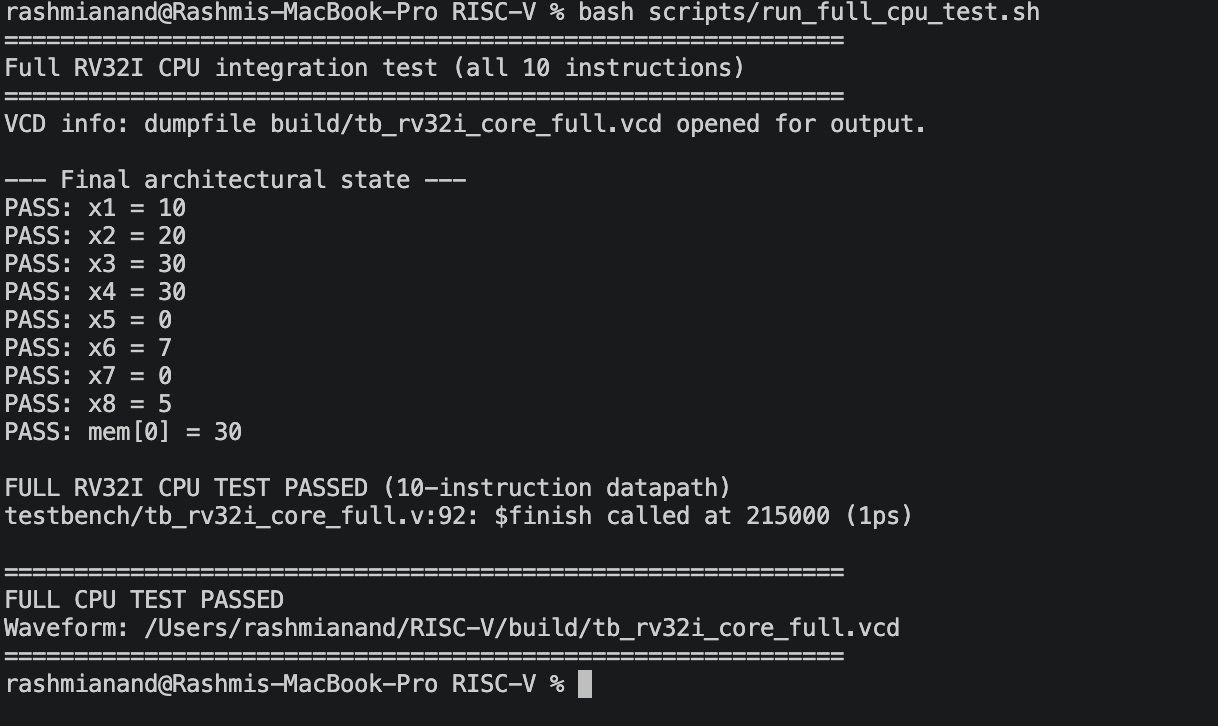 rashmianand@Rashmis-MacBook-Pro RISC-V % bash scripts/run_full_cpu_test.sh
============================================================
Full RV32I CPU integration test (all 10 instructions)
============================================================
VCD info: dumpfile build/tb_rv32i_core_full.vcd opened for output.
--- Final architectural state ---
PASS: x1 = 10
PASS: x2 = 20
PASS: x3 = 30
PASS: x4 = 30
PASS: x5 = 0
PASS: x6 = 7
PASS: x7 = 0
PASS: x8 = 5
PASS: mem[0] = 30
FULL RV32I CPU TEST PASSED (10-instruction datapath)
testbench/tb_rv32i_core_full.v:92: $finish called at 215000 (1ps)
============================================================
FULL CPU TEST PASSED
Waveform: /Users/rashmianand/RISC-V/build/tb_rv32i_core_full.vcd
============================================================
rashmianand@Rashmis-MacBook-Pro RISC-V %